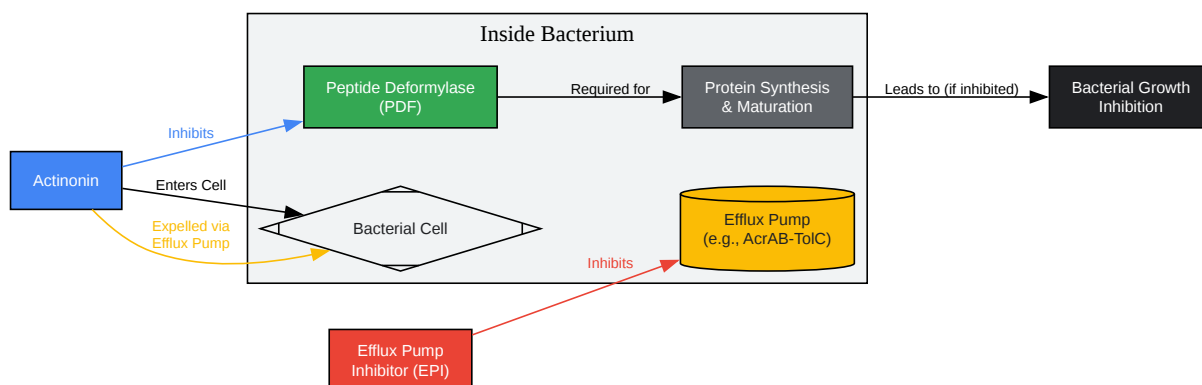 Inside Bacterium
Peptide Deformylase
(PDF)
Required for
Protein Synthesis
& Maturation
Leads to (if inhibited)
Bacterial Growth
Inhibition
Inhibits
Actinonin
Enters Cell
Expelled via
Efflux Pump
Bacterial Cell
Efflux Pump
(e.g., AcrAB-TolC)
Inhibits
Efflux Pump
Inhibitor (EPI)